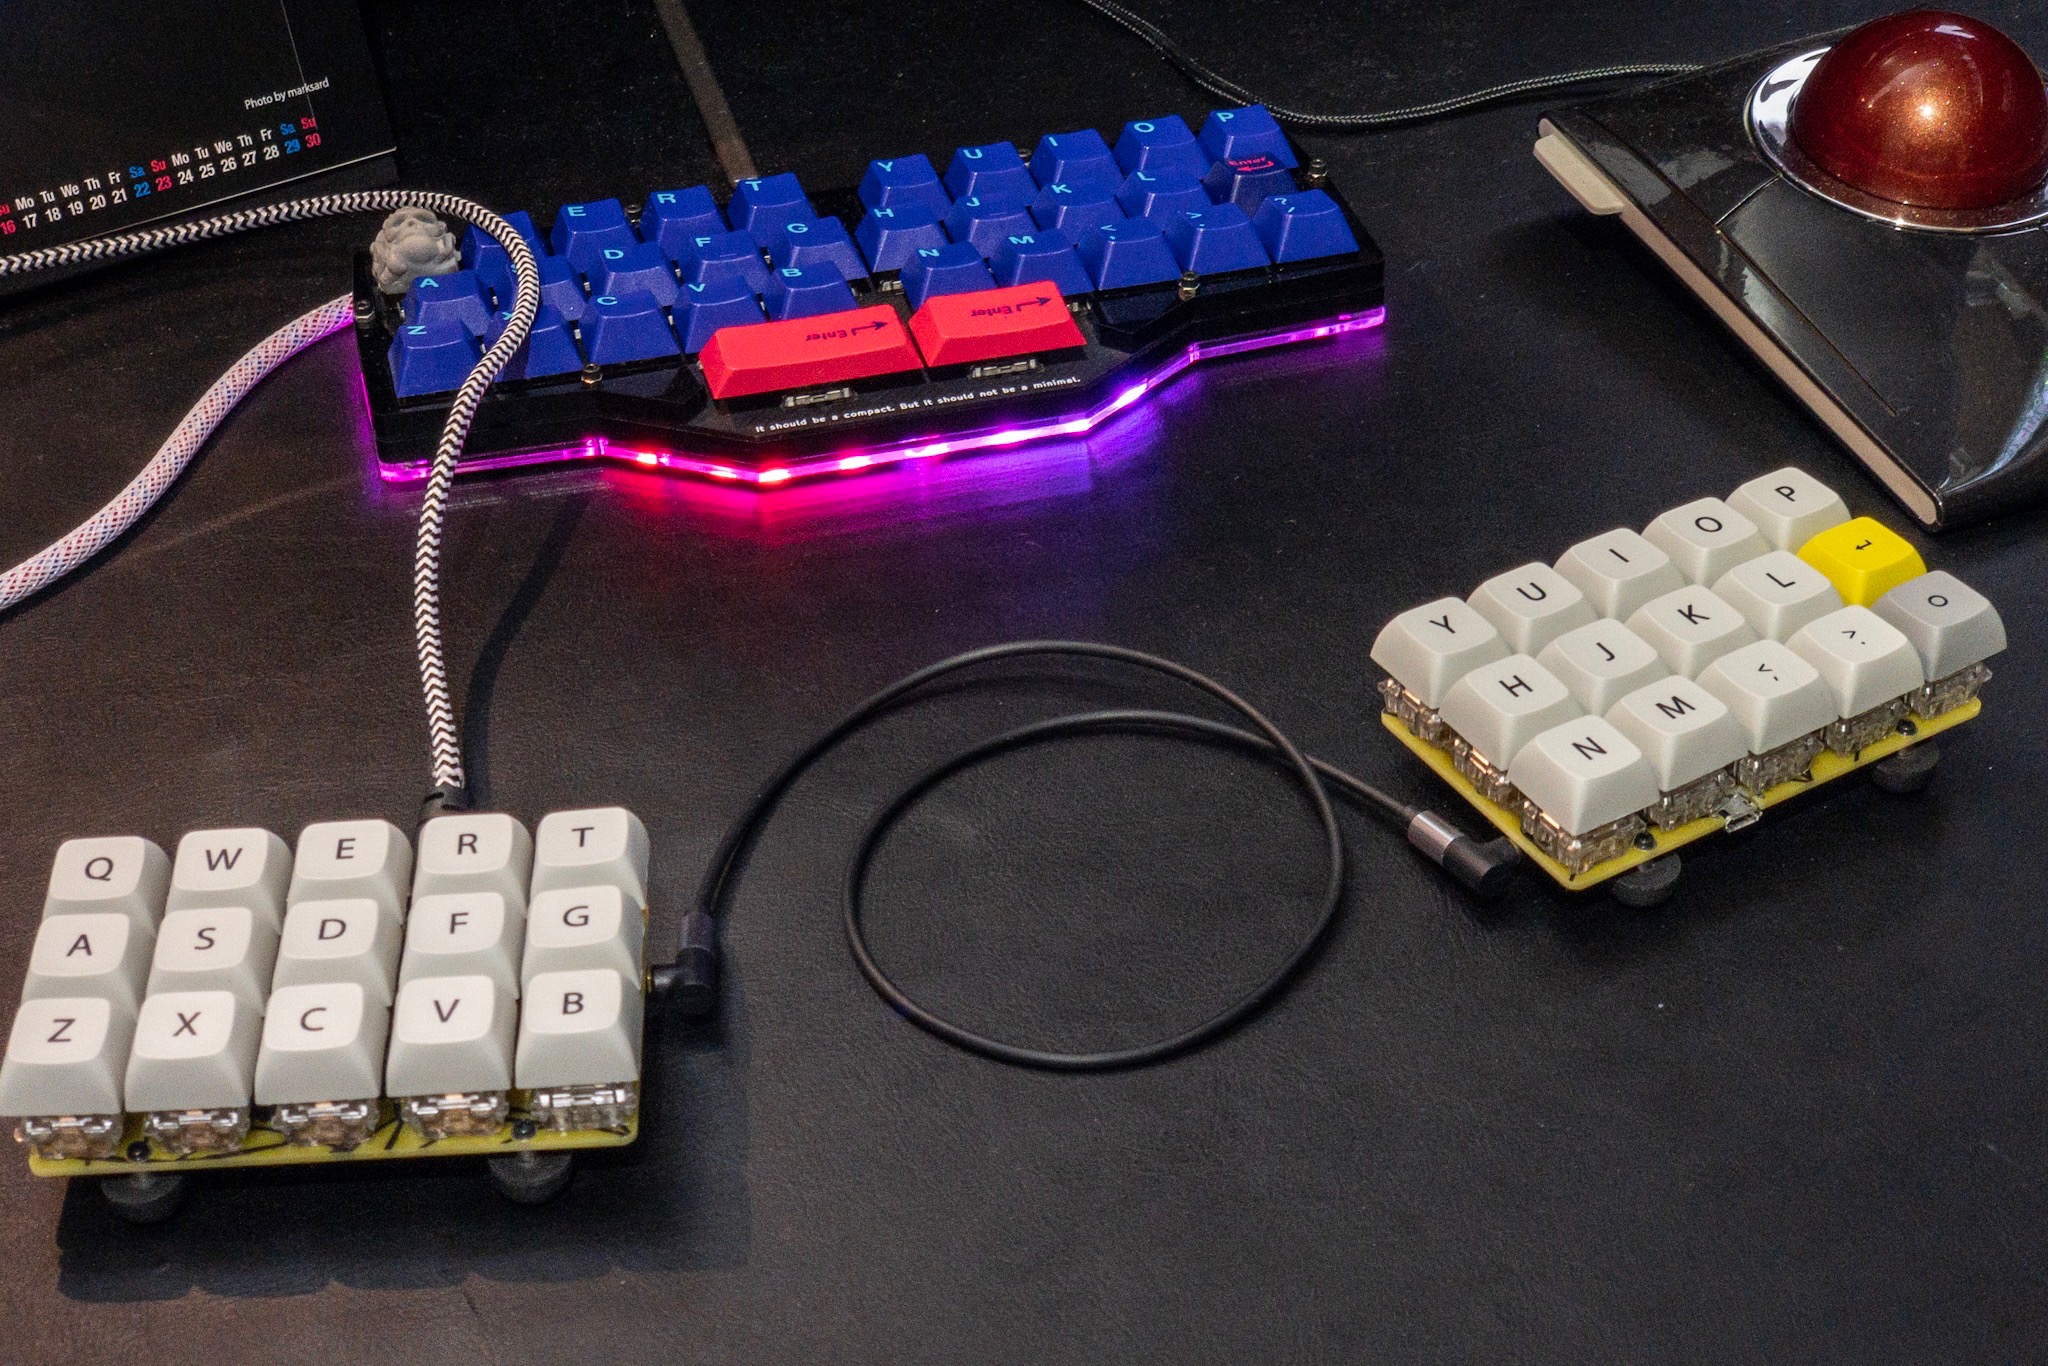 Photo by marksard
Su Mo Tu We Th Fr Sa Su Mo Tu We Th Fr Sa Su
16 17 18 19 20 21 22 23 24 25 26 27 28 29 30
E R T Y U I O P
A D F G H J K L Enter
Z X C V B N M < > ?/
Enter Enter
It should be a compact. But it should not be a minimal.
Y U I O P
H J K L
N M <, >. O
Q W E R T
A S D F G
Z X C V B